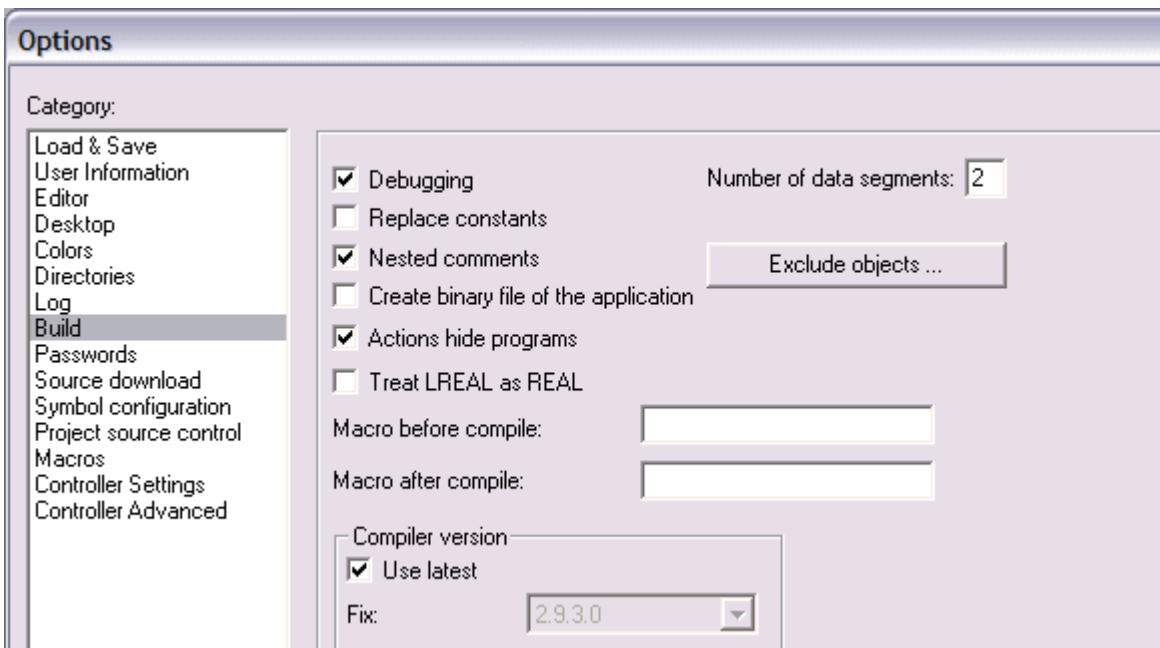 Options
Category:
Load & Save
User Information
Editor
Desktop
Colors
Directories
Log
Build
Passwords
Source download
Symbol configuration
Project source control
Macros
Controller Settings
Controller Advanced
Debugging
Number of data segments: 2
Replace constants
Nested comments
Exclude objects ...
Create binary file of the application
Actions hide programs
Treat LREAL as REAL
Macro before compile:
Macro after compile:
Compiler version
Use latest
Fix: 2.9.3.0